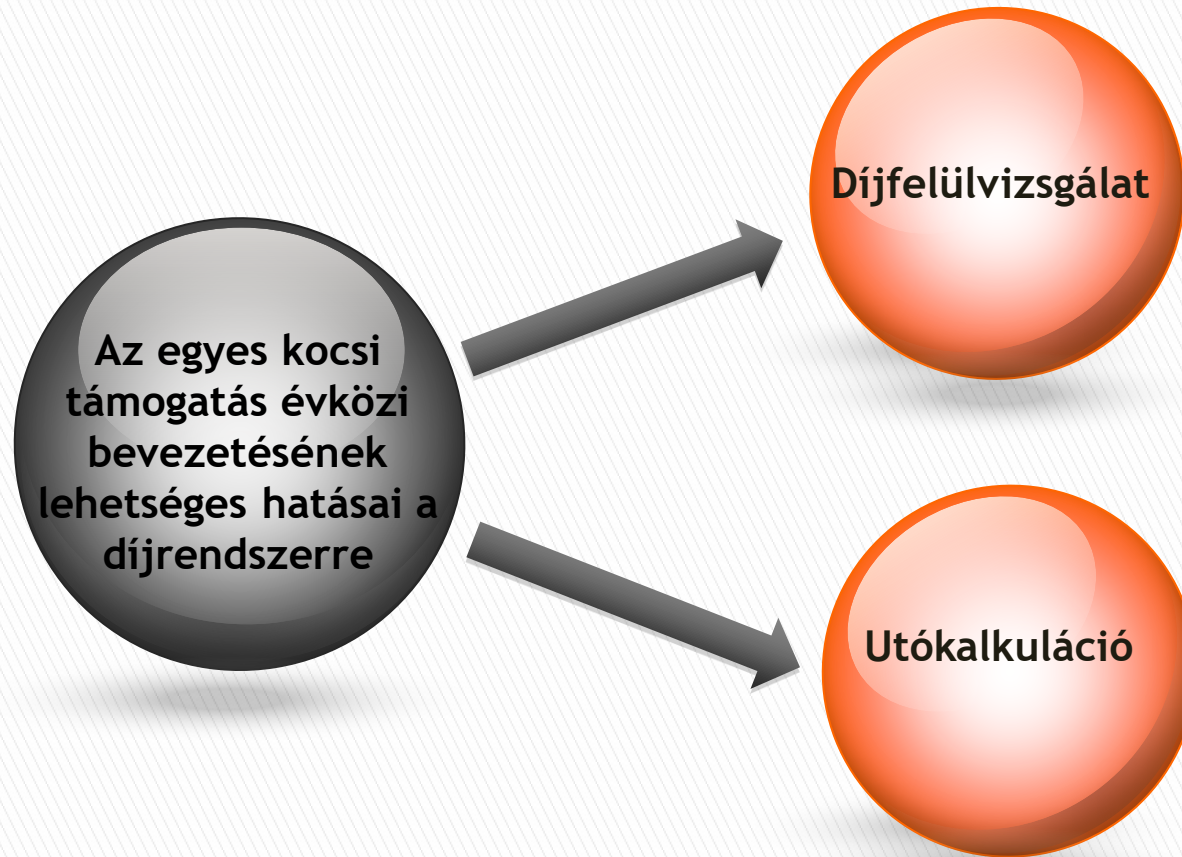 Az egyes kocsi
támogatás évközi
bevezetésének
lehetséges hatásai a
díjrendszerre
Díjfelülvizsgálat
Utókalkuláció